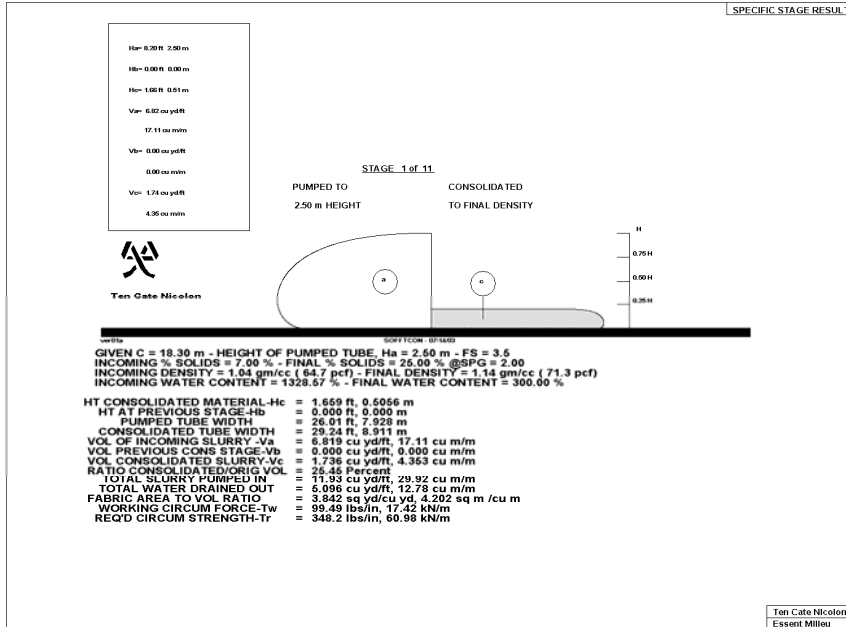 SPECIFIC STAGE RESULT
Ha= 8.20 ft 2.50 m
Hb= 0.00 ft 0.00 m
Hc= 1.66 ft 0.51 m
Va= 6.82 cu yd/ft
17.11 cu m/m
Vb= 0.00 cu yd/ft
0.00 cu m/m
Vc= 1.74 cu yd/ft
4.35 cu m/m
STAGE 1 of 11
PUMPED TO CONSOLIDATED
2.50 m HEIGHT TO FINAL DENSITY
H
0.75 H
0.50 H
0.25 H
a
c
Ten Cate Nicolon
ver01a SOFFTCON - 07/16/03
GIVEN C = 18.30 m - HEIGHT OF PUMPED TUBE, Ha = 2.50 m - FS = 3.5
INCOMING % SOLIDS = 7.00 % - FINAL % SOLIDS = 25.00 % @SPG = 2.00
INCOMING DENSITY = 1.04 gm/cc ( 64.7 pcf) - FINAL DENSITY = 1.14 gm/cc ( 71.3 pcf)
INCOMING WATER CONTENT = 1328.57 % - FINAL WATER CONTENT = 300.00 %
HT CONSOLIDATED MATERIAL-Hc = 1.659 ft, 0.5056 m
HT AT PREVIOUS STAGE-Hb = 0.000 ft, 0.000 m
PUMPED TUBE WIDTH = 26.01 ft, 7.928 m
CONSOLIDATED TUBE WIDTH = 29.24 ft, 8.911 m
VOL OF INCOMING SLURRY -Va = 6.819 cu yd/ft, 17.11 cu m/m
VOL PREVIOUS CONS STAGE-Vb = 0.000 cu yd/ft, 0.000 cu m/m
VOL CONSOLIDATED SLURRY-Vc = 1.736 cu yd/ft, 4.353 cu m/m
RATIO CONSOLIDATED/ORIG VOL = 25.45 Percent
TOTAL SLURRY PUMPED IN = 11.93 cu yd/ft, 29.92 cu m/m
TOTAL WATER DRAINED OUT = 5.096 cu yd/ft, 12.78 cu m/m
FABRIC AREA TO VOL RATIO = 3.842 sq yd/cu yd, 4.202 sq m /cu m
WORKING CIRCUM FORCE-Tw = 99.49 lbs/in, 17.42 kN/m
REQ'D CIRCUM STRENGTH-Tr = 348.2 lbs/in, 60.98 kN/m
Ten Cate Nicolon
Essent Milieu